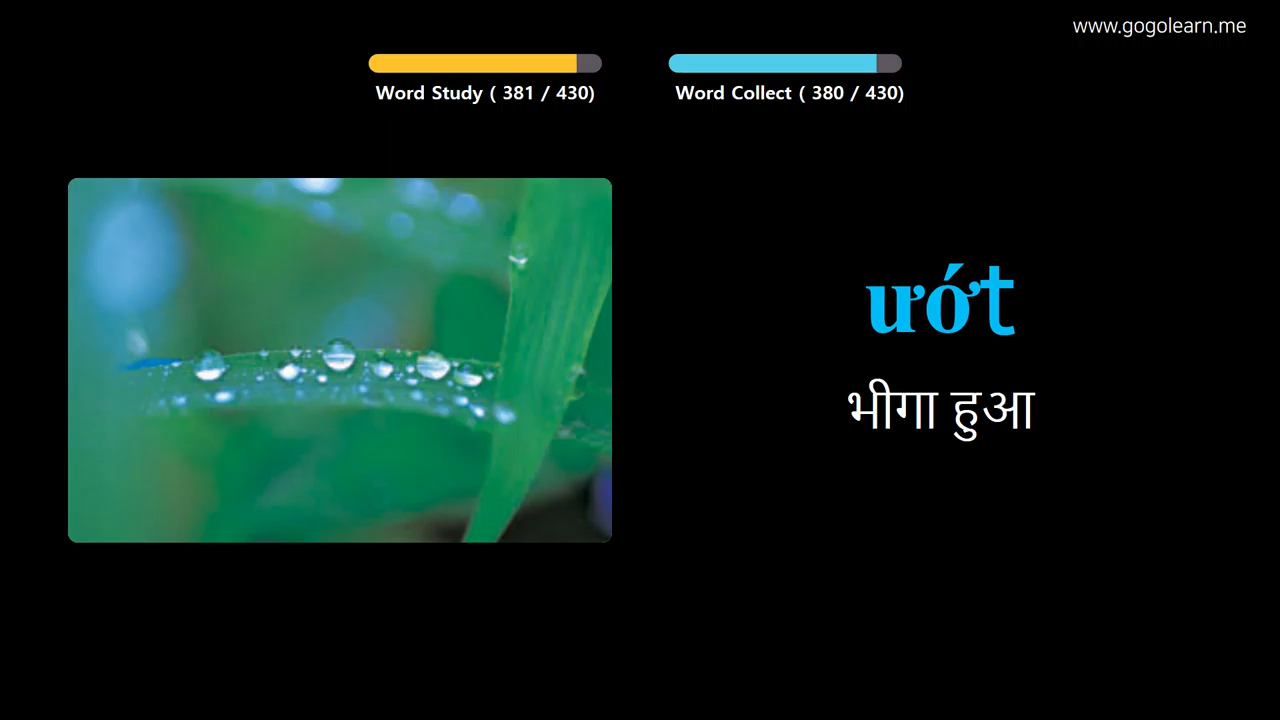 www.gogolearn.me
Word Study ( 381 / 430)
Word Collect ( 380 / 430)
ướt
भीगा हुआ